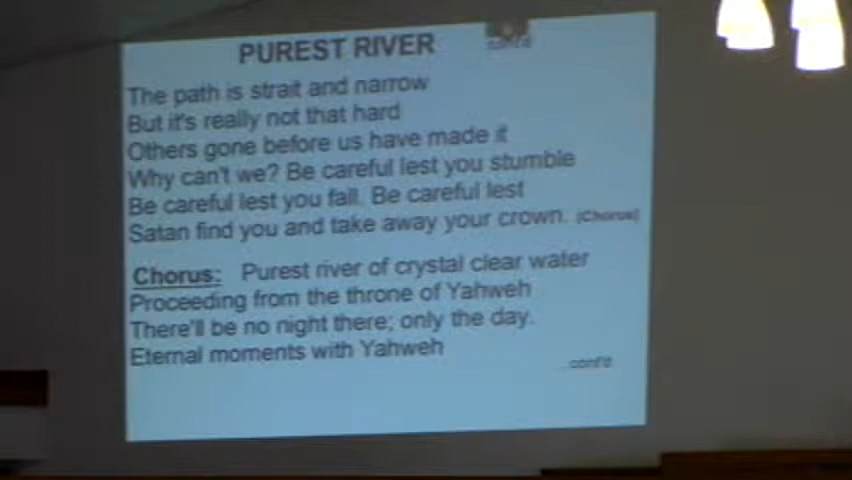 PUREST RIVER
cont'd
The path is strait and narrow
But it's really not that hard
Others gone before us have made it
Why can't we? Be careful lest you stumble
Be careful lest you fall. Be careful lest
Satan find you and take away your crown. (Chorus)
Chorus: Purest river of crystal clear water
Proceeding from the throne of Yahweh
There'll be no night there; only the day.
Eternal moments with Yahweh
...cont'd